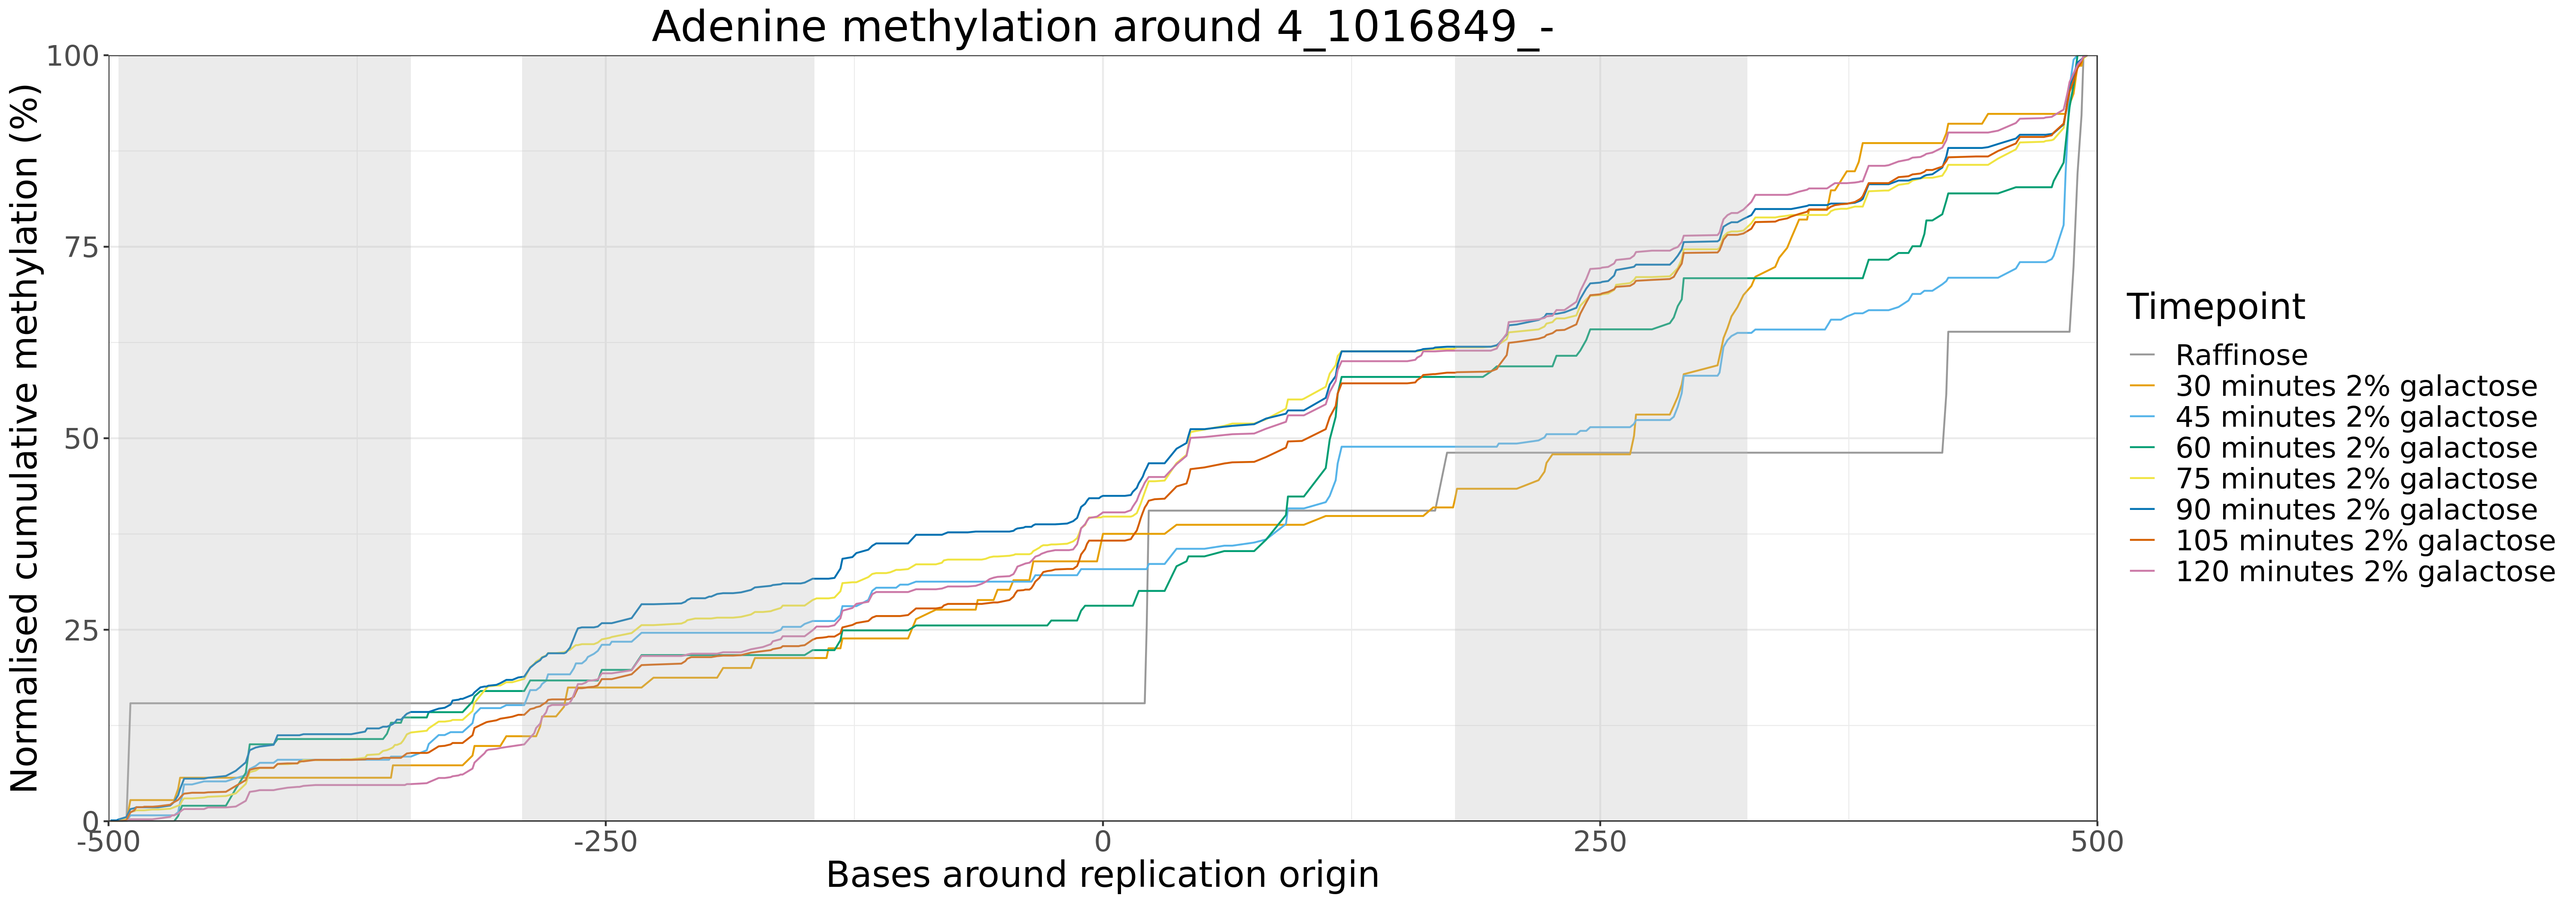 Adenine methylation around 4_1016849_-
Normalised cumulative methylation (%)
100
75
50
25
0
-500
-250
0
250
500
Bases around replication origin
Timepoint
Raffinose
30 minutes 2% galactose
45 minutes 2% galactose
60 minutes 2% galactose
75 minutes 2% galactose
90 minutes 2% galactose
105 minutes 2% galactose
120 minutes 2% galactose